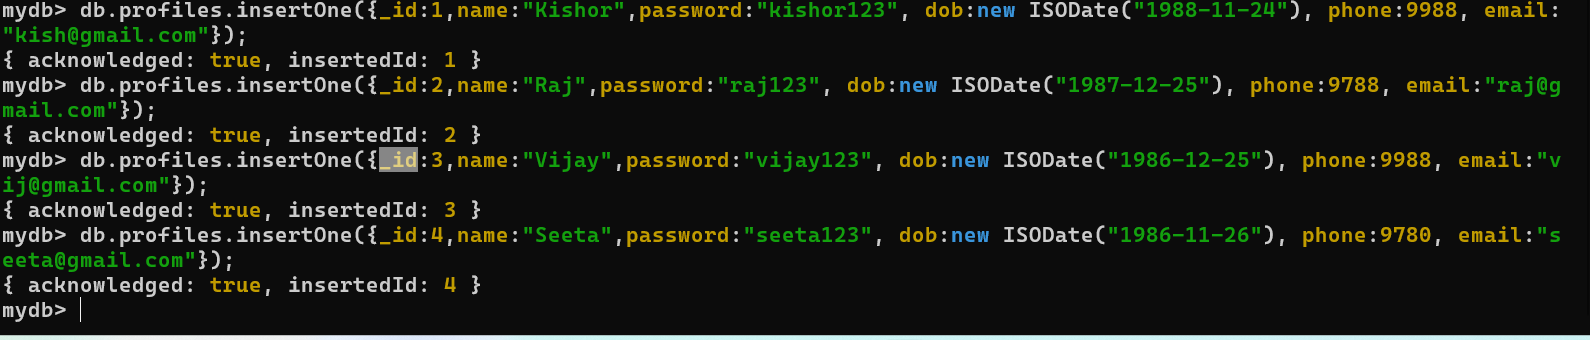 mydb> db.profiles.insertOne({_id:1,name:"Kishor",password:"kishor123", dob:new ISODate("1988-11-24"), phone:9988, email:
"kish@gmail.com"});
{ acknowledged: true, insertedId: 1 }
mydb> db.profiles.insertOne({_id:2,name:"Raj",password:"raj123", dob:new ISODate("1987-12-25"), phone:9788, email:"raj@g
mail.com"});
{ acknowledged: true, insertedId: 2 }
mydb> db.profiles.insertOne({_id:3,name:"Vijay",password:"vijay123", dob:new ISODate("1986-12-25"), phone:9988, email:"v
ij@gmail.com"});
{ acknowledged: true, insertedId: 3 }
mydb> db.profiles.insertOne({_id:4,name:"Seeta",password:"seeta123", dob:new ISODate("1986-11-26"), phone:9780, email:"s
eeta@gmail.com"});
{ acknowledged: true, insertedId: 4 }
mydb>